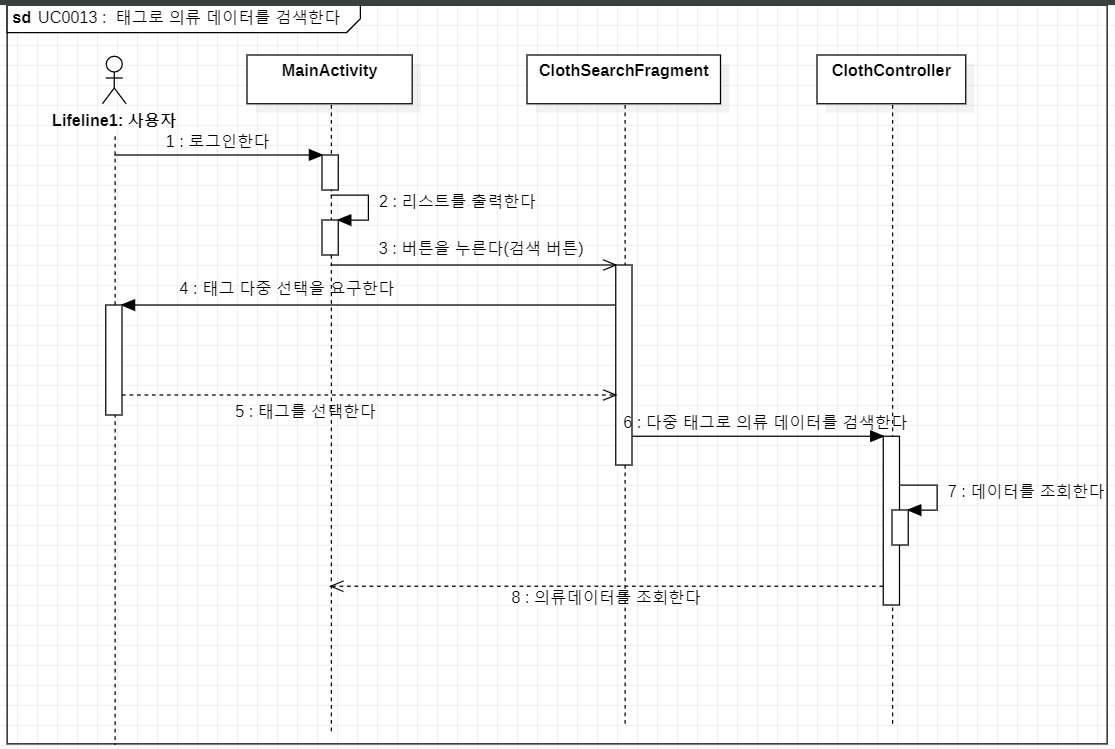 sd UC0013 : 태그로 의류 데이터를 검색한다
MainActivity
ClothSearchFragment
ClothController
Lifeline1: 사용자
1 : 로그인한다
2 : 리스트를 출력한다
3 : 버튼을 누른다(검색 버튼)
4 : 태그 다중 선택을 요구한다
5 : 태그를 선택한다
6 : 다중 태그로 의류 데이터를 검색한다
7 : 데이터를 조회한다
8 : 의류데이터를 조회한다